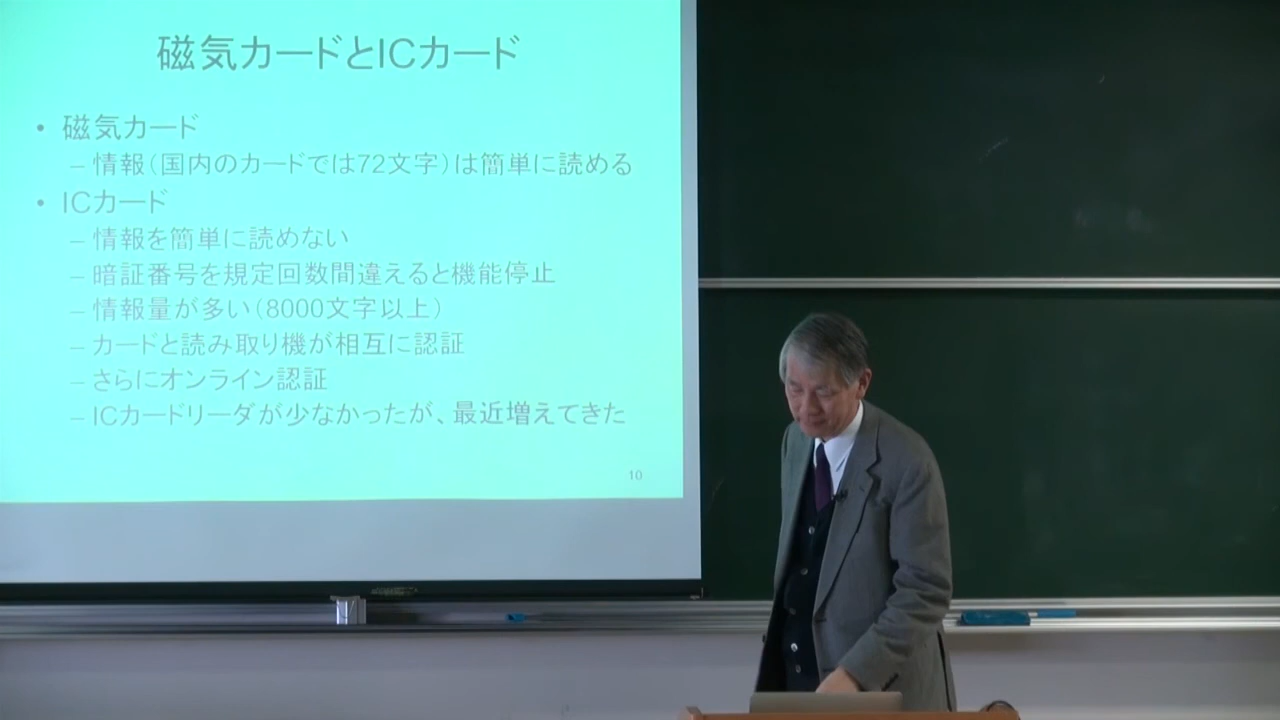 磁気カードとICカード
• 磁気カード
– 情報（国内のカードでは72文字）は簡単に読める
• ICカード
– 情報を簡単に読めない
– 暗証番号を規定回数間違えると機能停止
– 情報量が多い（8000文字以上）
– カードと読み取り機が相互に認証
– さらにオンライン認証
– ICカードリーダが少なかったが、最近増えてきた
10